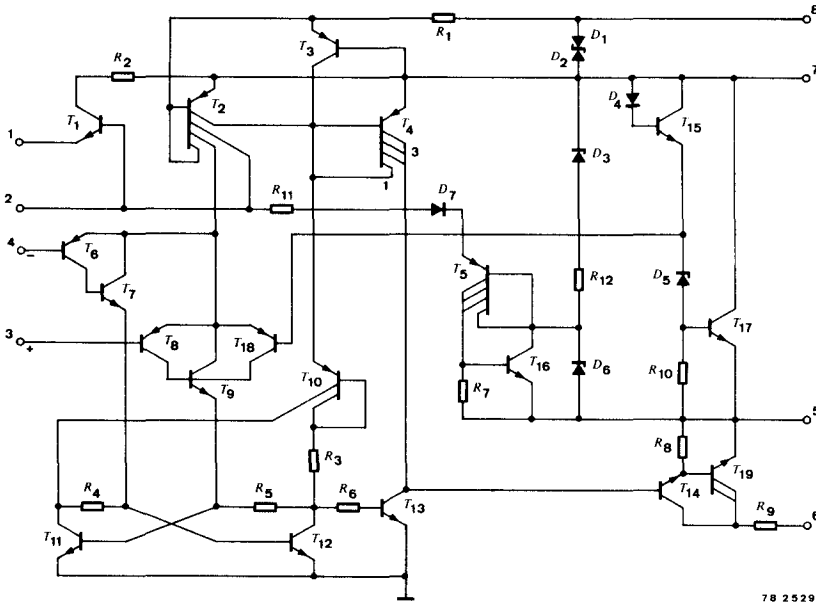 8
R1
D1
T3
D2
R2
7
T2
D4
T4
T1
T15
1
3
D3
1
2
R11
D7
4
−
T6
T5
R12
D5
T7
T17
3
+
T8
T18
T10
T16
D6
R10
T9
R7
5
R3
R8
T19
R4
R5
R6
T14
T13
R9
6
T11
T12
78 2529